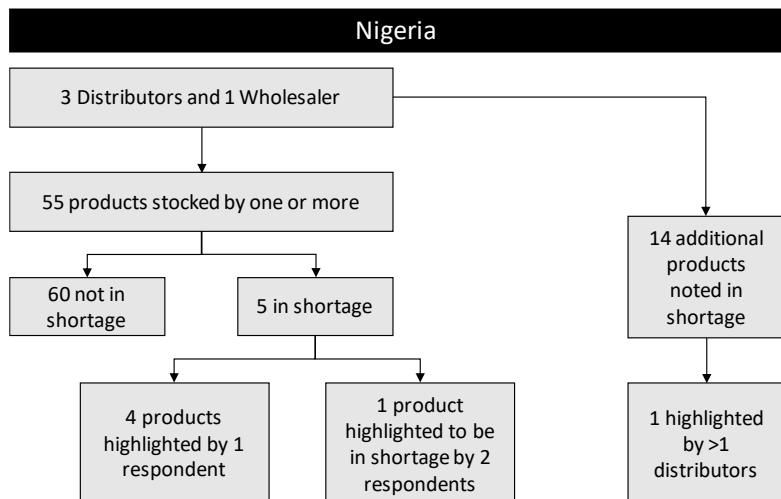 Nigeria
3 Distributors and 1 Wholesaler
55 products stocked by one or more
14 additional
products
noted in
shortage
60 not in
shortage
5 in shortage
4 products
highlighted by 1
respondent
1 product
highlighted to be
in shortage by 2
respondents
1 highlighted
by >1
distributors